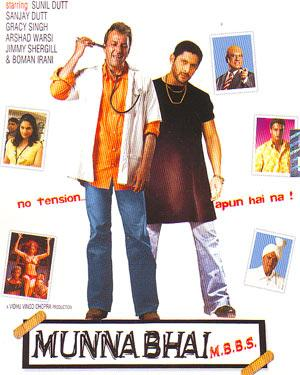 starring SUNIL DUTT
SANJAY DUTT
GRACY SINGH
ARSHAD WARSI
JIMMY SHERGILL
& BOMAN IRANI
no tension...
apun hai na !
A VIDHU VINOD CHOPRA PRODUCTION
MUNNA BHAI M.B.B.S.